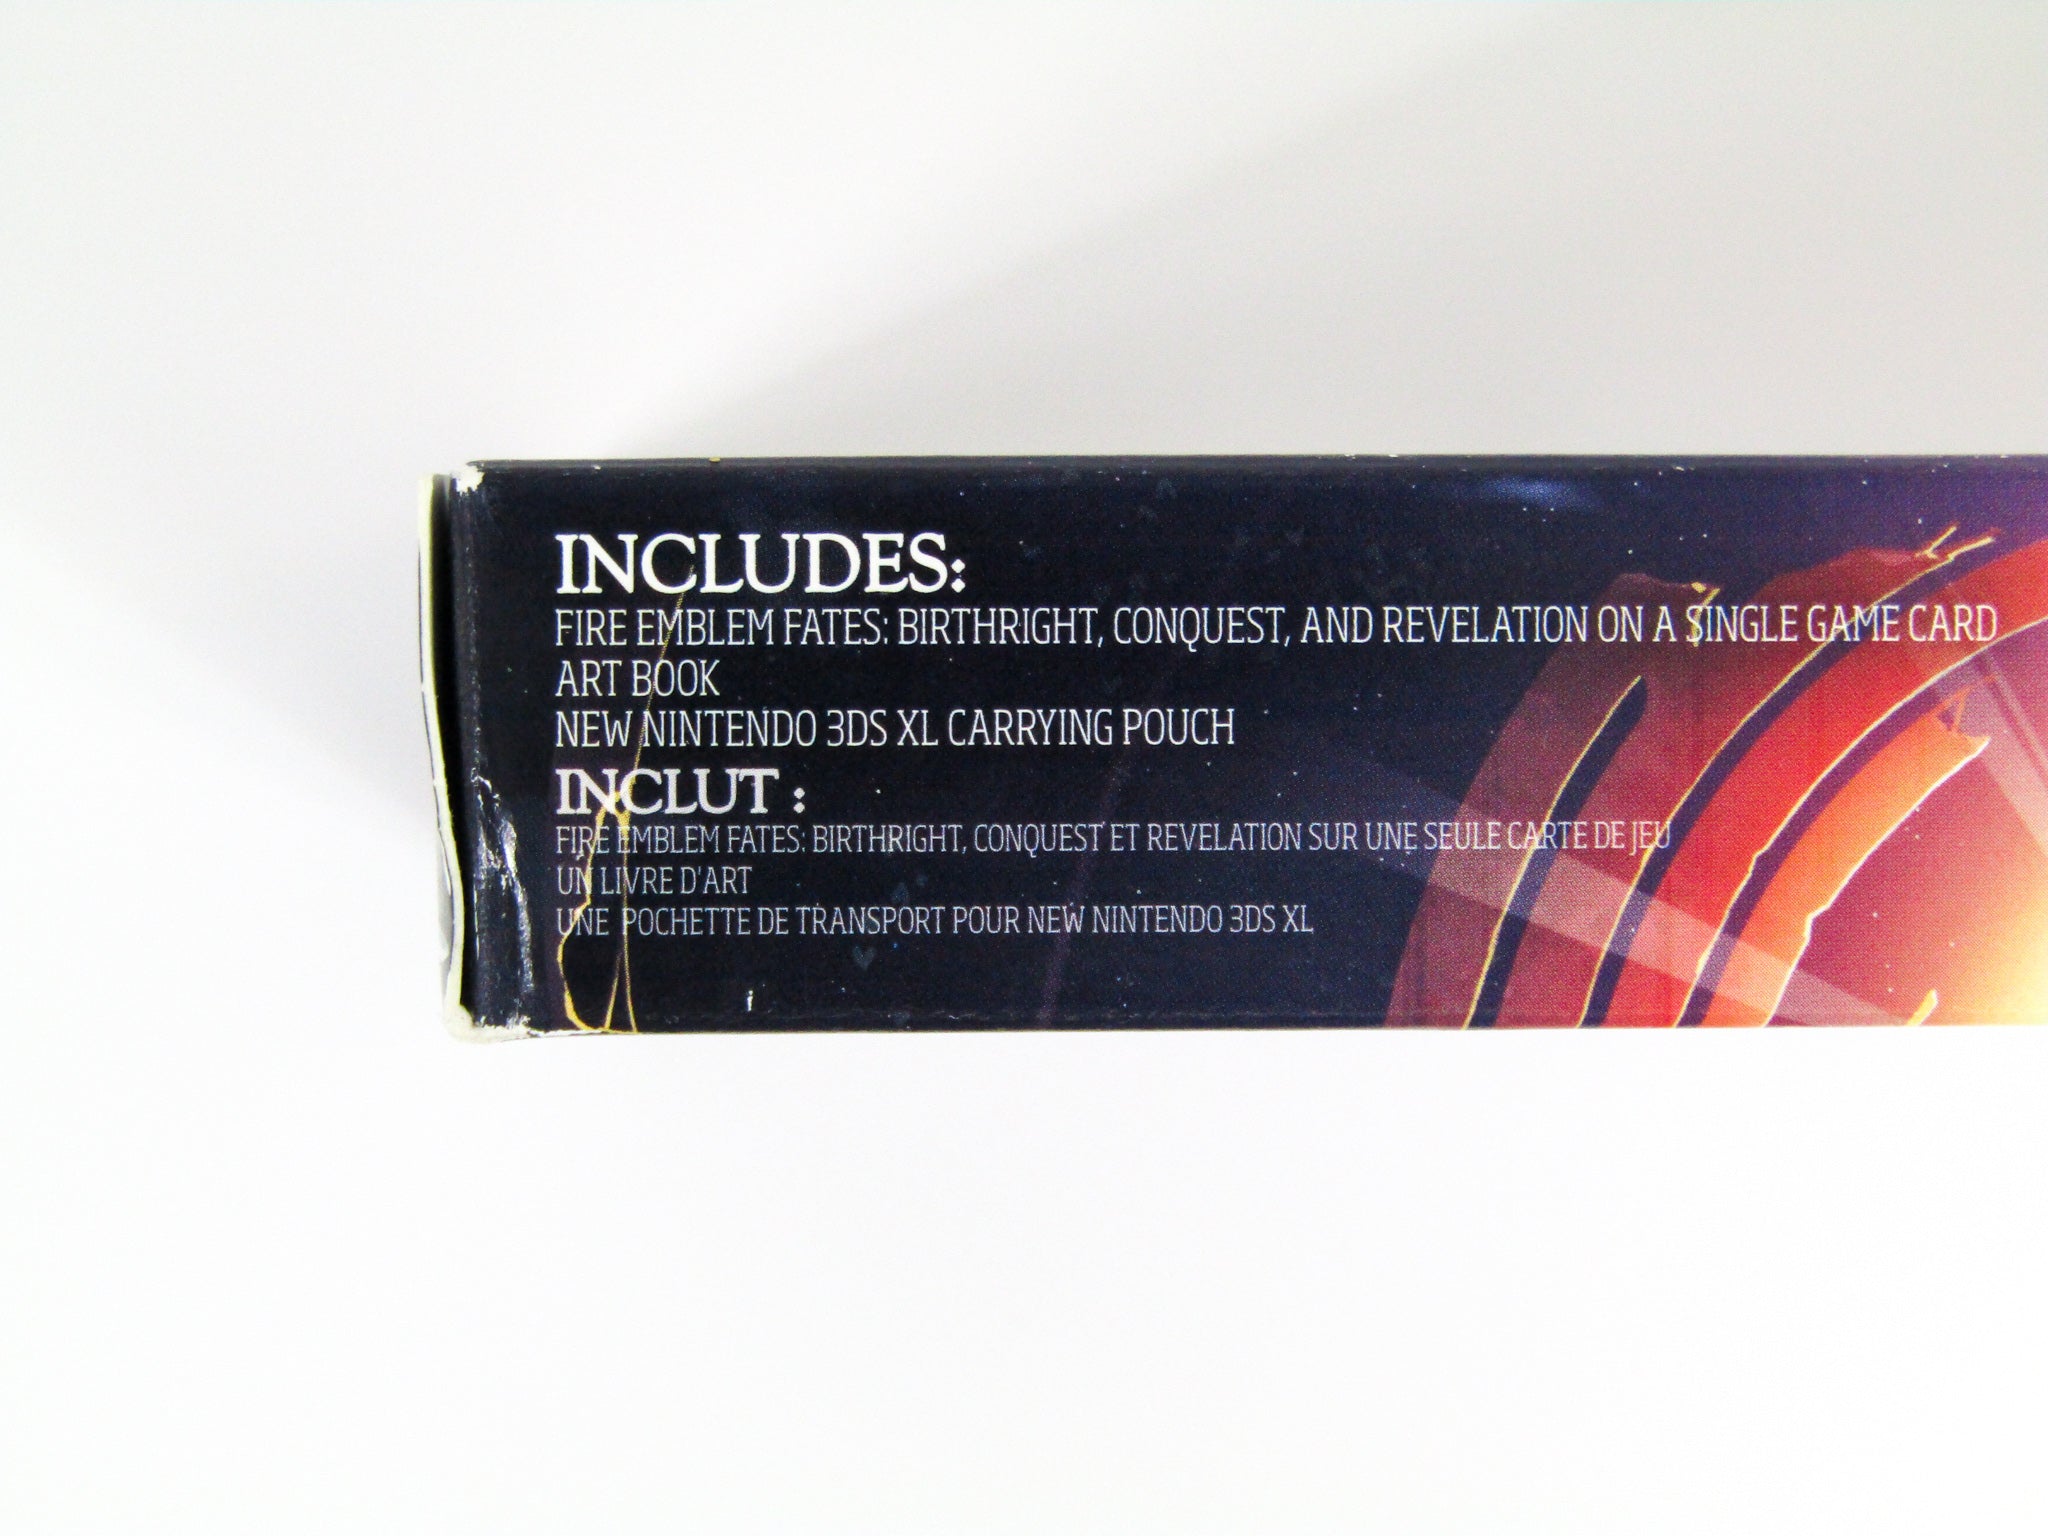 INCLUDES:
FIRE EMBLEM FATES: BIRTHRIGHT, CONQUEST, AND REVELATION ON A SINGLE GAME CARD
ART BOOK
NEW NINTENDO 3DS XL CARRYING POUCH
INCLUT :
FIRE EMBLEM FATES: BIRTHRIGHT, CONQUEST ET REVELATION SUR UNE SEULE CARTE DE JEU
UN LIVRE D'ART
UNE POCHETTE DE TRANSPORT POUR NEW NINTENDO 3DS XL